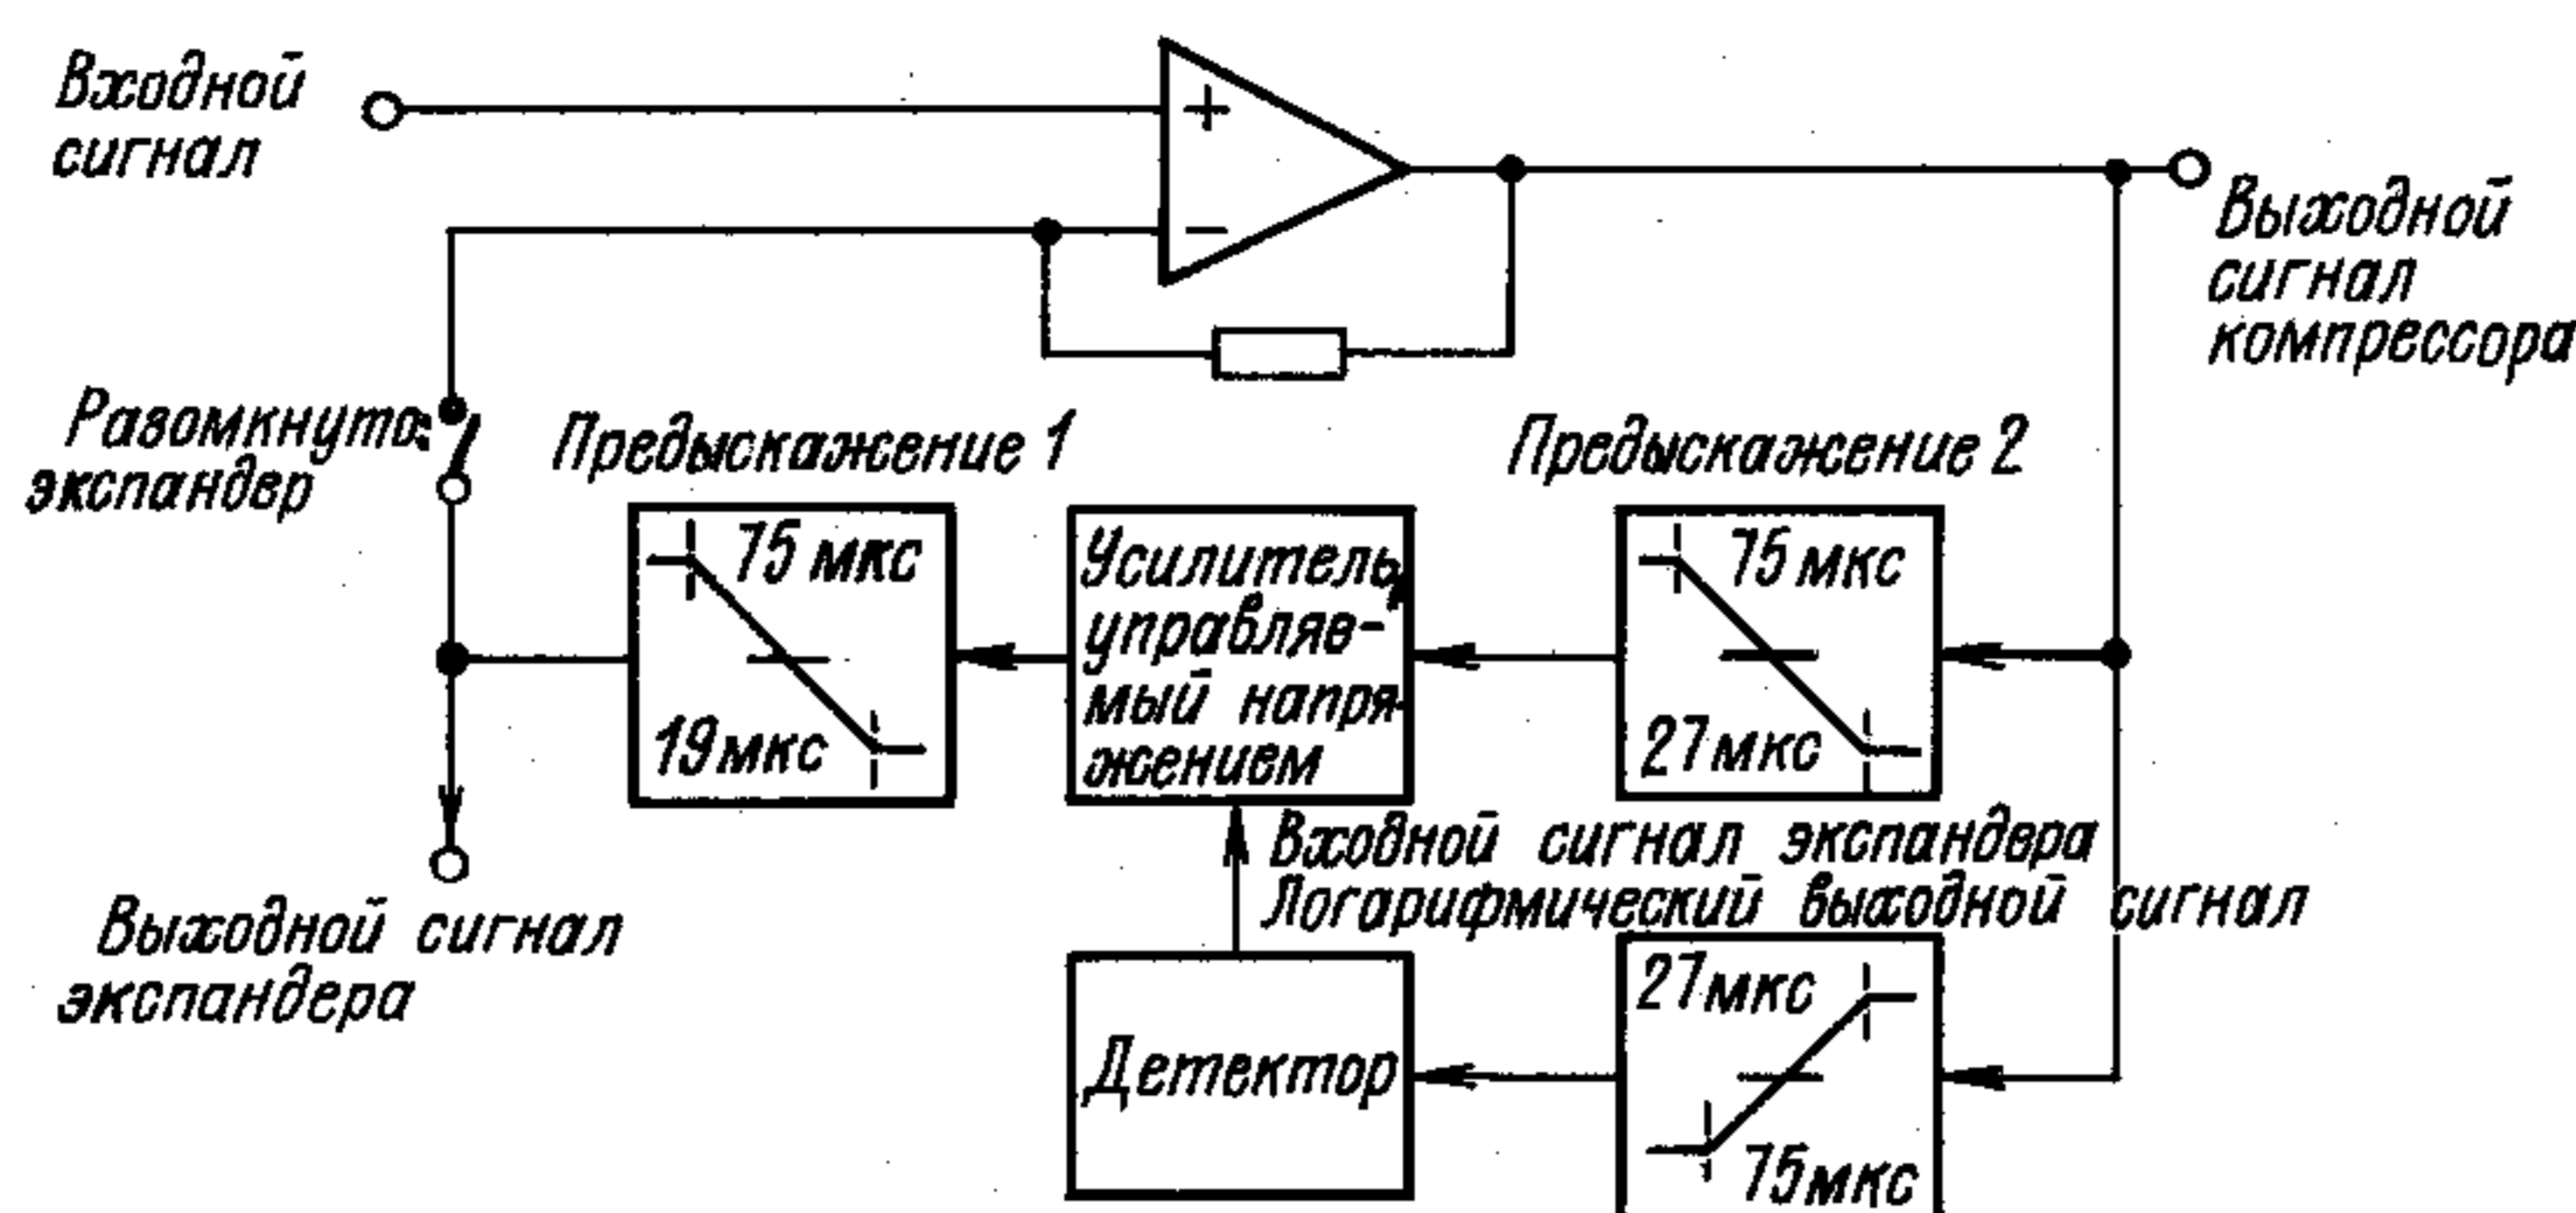 Входной
сигнал
+
−
Выходной
сигнал
компрессора
Разомкнуто:
экспандер
Предыскажение 1
Предыскажение 2
75 мкс
19 мкс
Усилитель,
управляе-
мый напря-
жением
75 мкс
27 мкс
Входной сигнал экспандера
Логарифмический выходной сигнал
Выходной сигнал
экспандера
Детектор
27 мкс
75 мкс